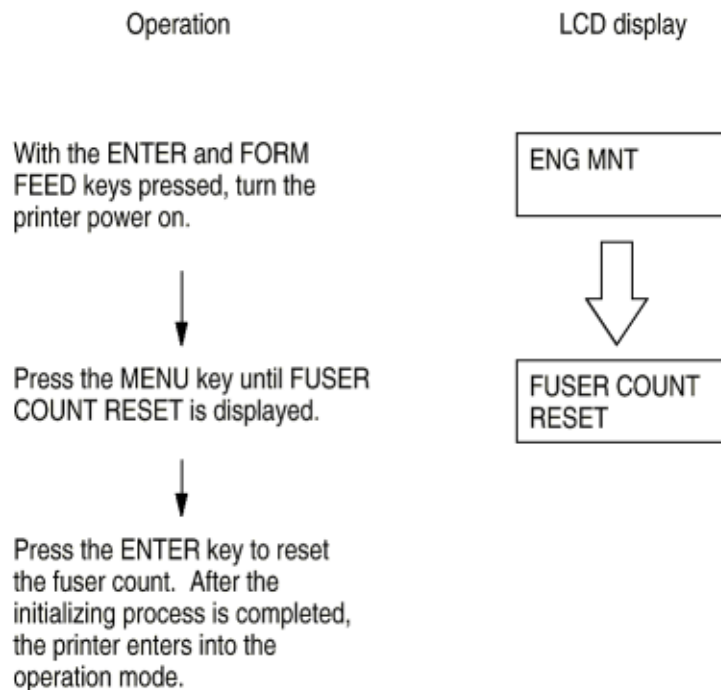 Operation
LCD display
With the ENTER and FORM
FEED keys pressed, turn the
printer power on.
ENG MNT
Press the MENU key until FUSER
COUNT RESET is displayed.
FUSER COUNT
RESET
Press the ENTER key to reset
the fuser count.  After the
initializing process is completed,
the printer enters into the
operation mode.